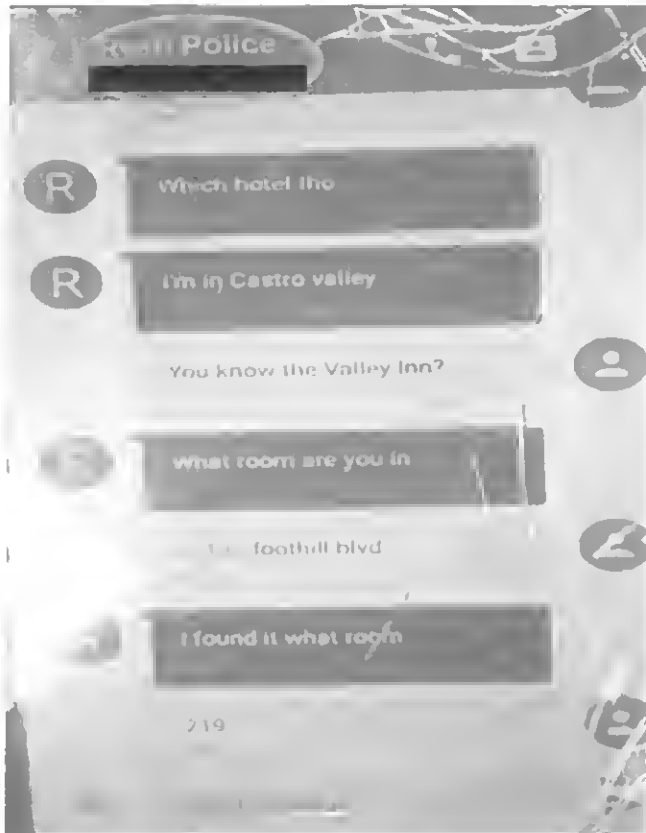 Police
R
Which hotel tho
R
I'm in Castro valley
You know the Valley Inn?
What room are you in
foothill blvd
I found it what room
219